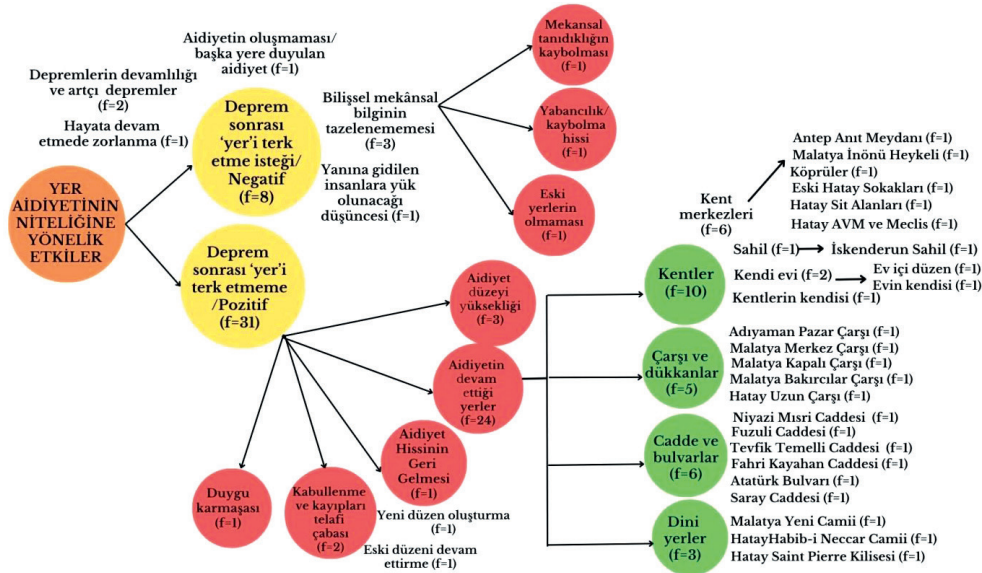 YER
AİDİYETİNİN
NİTELİĞİNE
YÖNELİK
ETKİLER
Depremlerin devamlılığı
ve artçı depremler
(f=2)
Hayata devam
etmede zorlanma (f=1)
Aidiyetin oluşmaması/
başka yere duyulan
aidiyet (f=1)
Deprem
sonrası 'yer'i terk
etme isteği/
Negatif
(f=8)
Bilişsel mekânsal
bilginin
tazelenememesi
(f=3)
Yanına gidilen
insanlara yük
olunacağı
düşüncesi (f=1)
Mekansal
tanıdıklığın
kaybolması
(f=1)
Yabancılık/
kaybolma
hissi
(f=1)
Eski
yerlerin
olmaması
(f=1)
Deprem
sonrası 'yer'i
terk etmeme
/Pozitif
(f=31)
Aidiyet
düzeyi
yüksekliği
(f=3)
Aidiyetin
devam
ettiği
yerler
(f=24)
Aidiyet
Hissinin
Geri
Gelmesi
(f=1)
Kabullenme
ve kayıpları
telafi
çabası
(f=2)
Yeni düzen oluşturma
(f=1)
Eski düzeni devam
ettirme (f=1)
Duygu
karmaşası
(f=1)
Kentler
(f=10)
Kent
merkezleri
(f=6)
Antep Anıt Meydanı (f=1)
Malatya İnönü Heykeli (f=1)
Köprüler (f=1)
Eski Hatay Sokakları (f=1)
Hatay Sit Alanları (f=1)
Hatay AVM ve Meclis (f=1)
Sahil (f=1)
İskenderun Sahil (f=1)
Kendi evi (f=2)
Ev içi düzen (f=1)
Evin kendisi (f=1)
Kentlerin kendisi (f=1)
Çarşı ve
dükkanlar
(f=5)
Adıyaman Pazar Çarşı (f=1)
Malatya Merkez Çarşı (f=1)
Malatya Kapalı Çarşı (f=1)
Malatya Bakırcılar Çarşı (f=1)
Hatay Uzun Çarşı (f=1)
Cadde ve
bulvarlar
(f=6)
Niyazi Mısri Caddesi (f=1)
Fuzuli Caddesi (f=1)
Tevfik Temelli Caddesi (f=1)
Fahri Kayahan Caddesi (f=1)
Atatürk Bulvarı (f=1)
Saray Caddesi (f=1)
Dini
yerler
(f=3)
Malatya Yeni Camii (f=1)
HatayHabib-i Neccar Camii (f=1)
Hatay Saint Pierre Kilisesi (f=1)